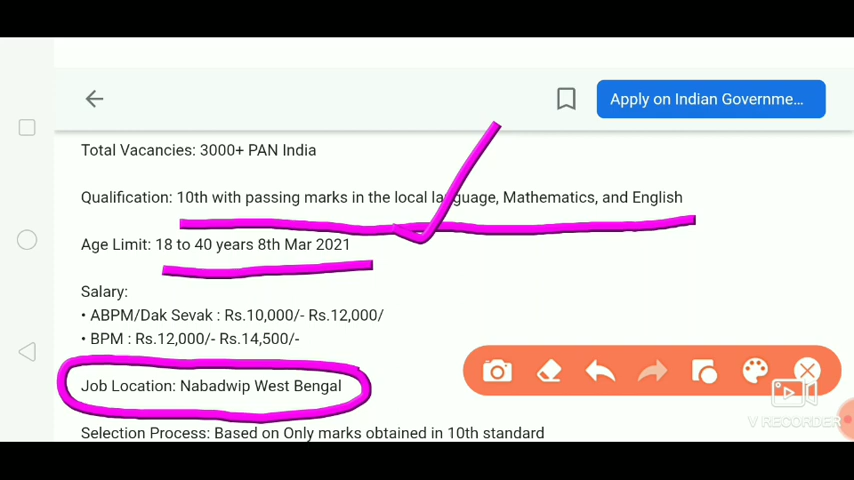 Apply on Indian Governme...
Total Vacancies: 3000+ PAN India
Qualification: 10th with passing marks in the local language, Mathematics, and English
Age Limit: 18 to 40 years 8th Mar 2021
Salary:
• ABPM/Dak Sevak : Rs.10,000/- Rs.12,000/
• BPM : Rs.12,000/- Rs.14,500/-
Job Location: Nabadwip West Bengal
V RECORDER
Selection Process: Based on Only marks obtained in 10th standard